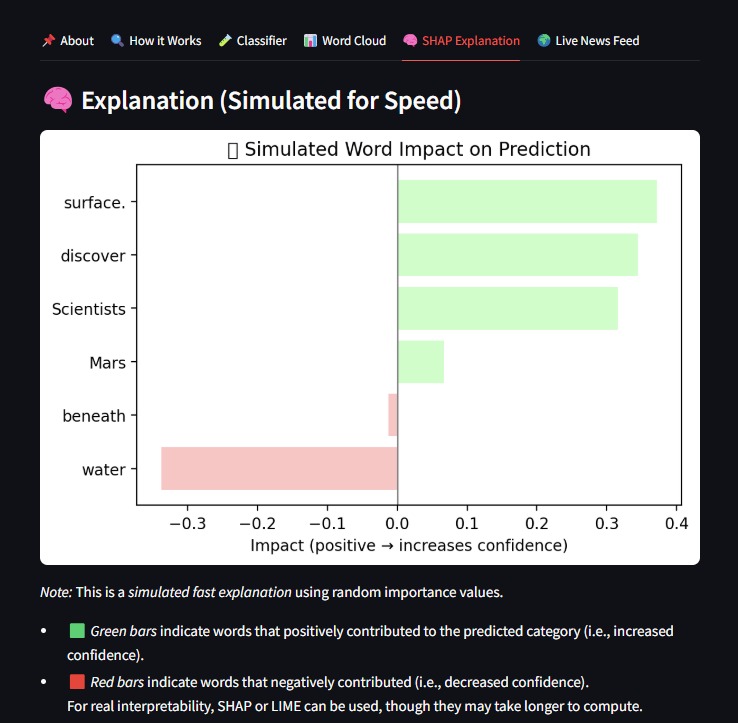 📌 About 🔍 How it Works 🧪 Classifier 📊 Word Cloud 🧠 SHAP Explanation 🌍 Live News Feed
🧠 Explanation (Simulated for Speed)
▯ Simulated Word Impact on Prediction
surface.
discover
Scientists
Mars
beneath
water
−0.3 −0.2 −0.1 0.0 0.1 0.2 0.3 0.4
Impact (positive → increases confidence)
Note: This is a simulated fast explanation using random importance values.
• 🟩 Green bars indicate words that positively contributed to the predicted category (i.e., increased
confidence).
• 🟥 Red bars indicate words that negatively contributed (i.e., decreased confidence).
For real interpretability, SHAP or LIME can be used, though they may take longer to compute.